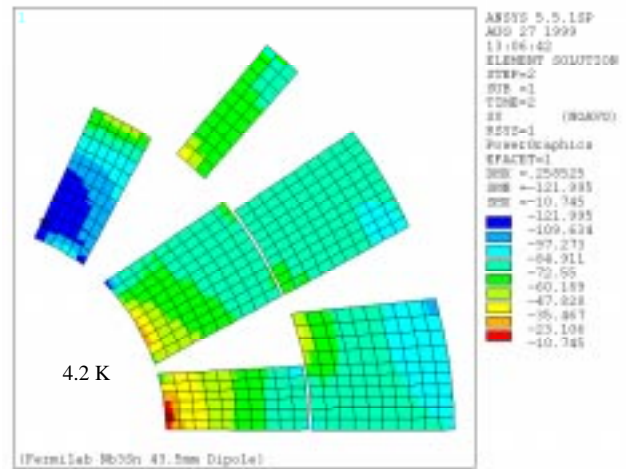 1
ANSYS 5.5.1SP
AUG 27 1999
13:06:42
ELEMENT SOLUTION
STEP=2
SUB =1
TIME=2
SY (NOAVG)
RSYS=1
PowerGraphics
EFACET=1
DMX =.258525
SMN =-121.995
SMX =-10.745
-121.995
-109.634
-97.273
-84.911
-72.55
-60.189
-47.828
-35.467
-23.106
-10.745
4.2 K
(Fermilab Nb3Sn 43.5mm Dipole)